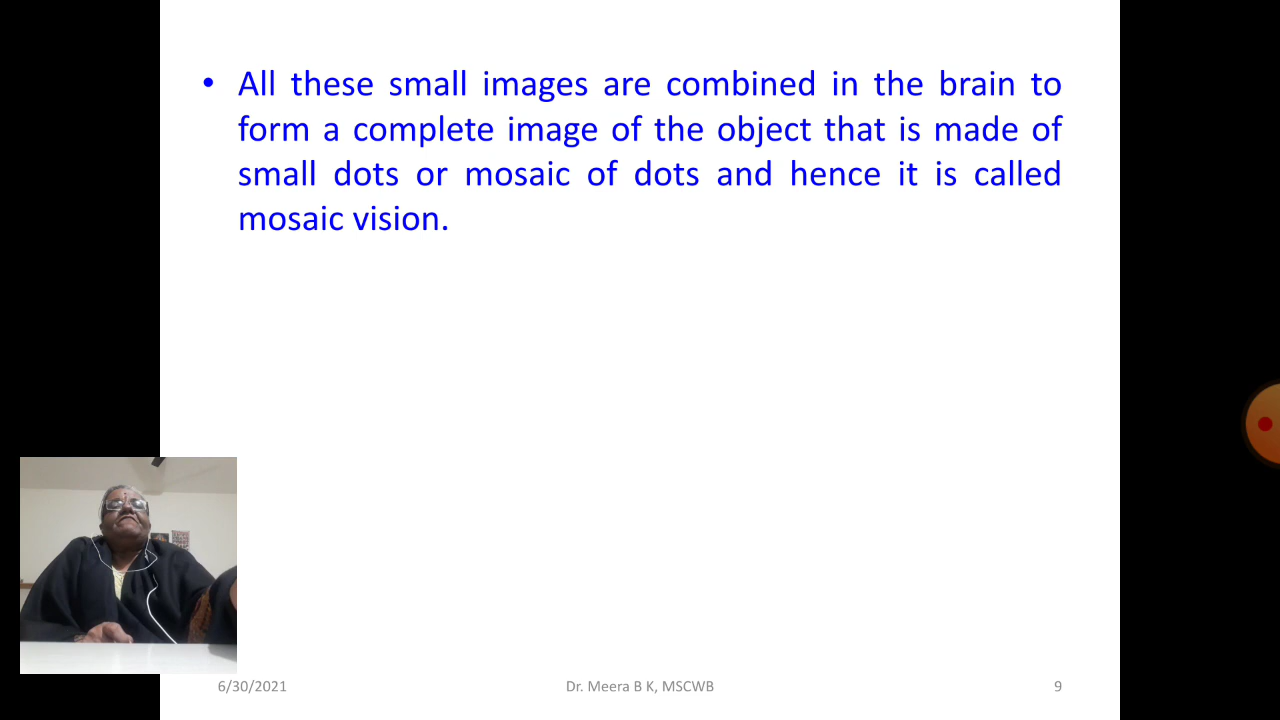 • All these small images are combined in the brain to
form a complete image of the object that is made of
small dots or mosaic of dots and hence it is called
mosaic vision.
6/30/2021
Dr. Meera B K, MSCWB
9